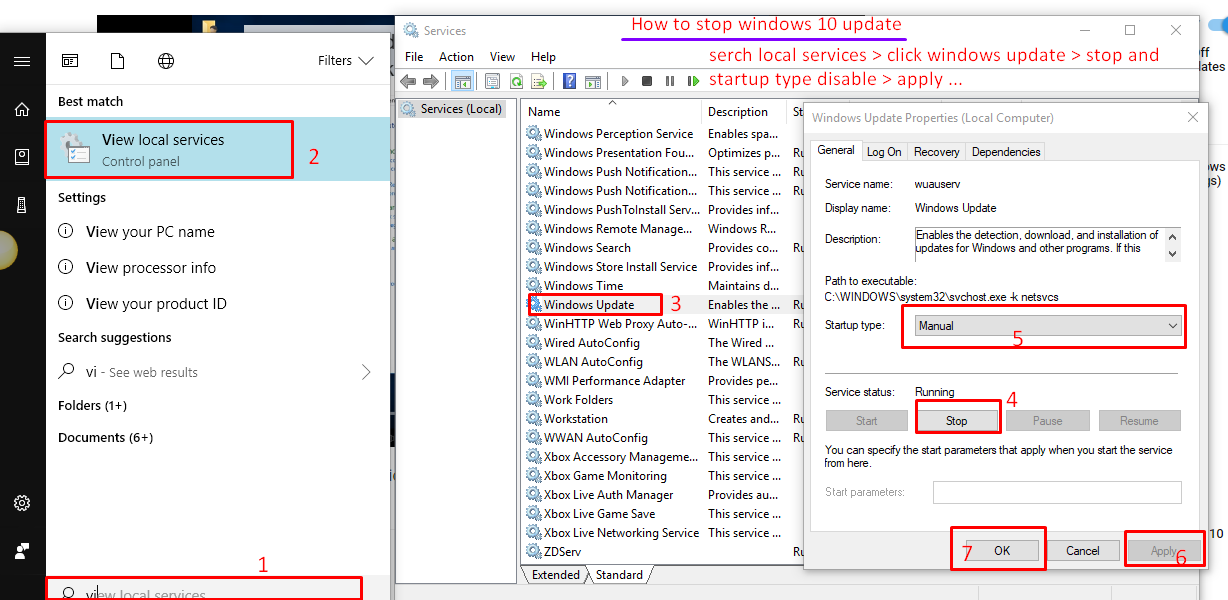 How to stop windows 10 update
serch local services > click windows update > stop and
startup type disable > apply ...
Filters
Best match
View local services
Control panel
2
Settings
View your PC name
View processor info
View your product ID
Search suggestions
vi - See web results
Folders (1+)
Documents (6+)
1
view local services
Services
File Action View Help
Services (Local)
Name Description St
Windows Perception Service Enables spa...
Windows Presentation Fou... Optimizes p... Ru
Windows Push Notification... This service ... Ru
Windows Push Notification... This service ... Ru
Windows PushToInstall Serv... Provides inf...
Windows Remote Manage... Windows R...
Windows Search Provides co... Ru
Windows Store Install Service Provides inf...
Windows Time Maintains d...
Windows Update 3 Enables the ... Ru
WinHTTP Web Proxy Auto-... WinHTTP i... Ru
Wired AutoConfig The Wired ...
WLAN AutoConfig The WLANS... Ru
WMI Performance Adapter Provides pe...
Work Folders This service ...
Workstation Creates and... Ru
WWAN AutoConfig This service ... Ru
Xbox Accessory Manageme... This service ...
Xbox Game Monitoring This service ...
Xbox Live Auth Manager Provides au...
Xbox Live Game Save This service ...
Xbox Live Networking Service This service ...
ZDServ Ru
Extended Standard
Windows Update Properties (Local Computer)
General Log On Recovery Dependencies
Service name: wuauserv
Display name: Windows Update
Description: Enables the detection, download, and installation of
updates for Windows and other programs. If this
Path to executable:
C:\WINDOWS\system32\svchost.exe -k netsvcs
Startup type: Manual
5
Service status: Running
4
Start Stop Pause Resume
You can specify the start parameters that apply when you start the service
from here.
Start parameters:
7 OK Cancel Apply 6
10